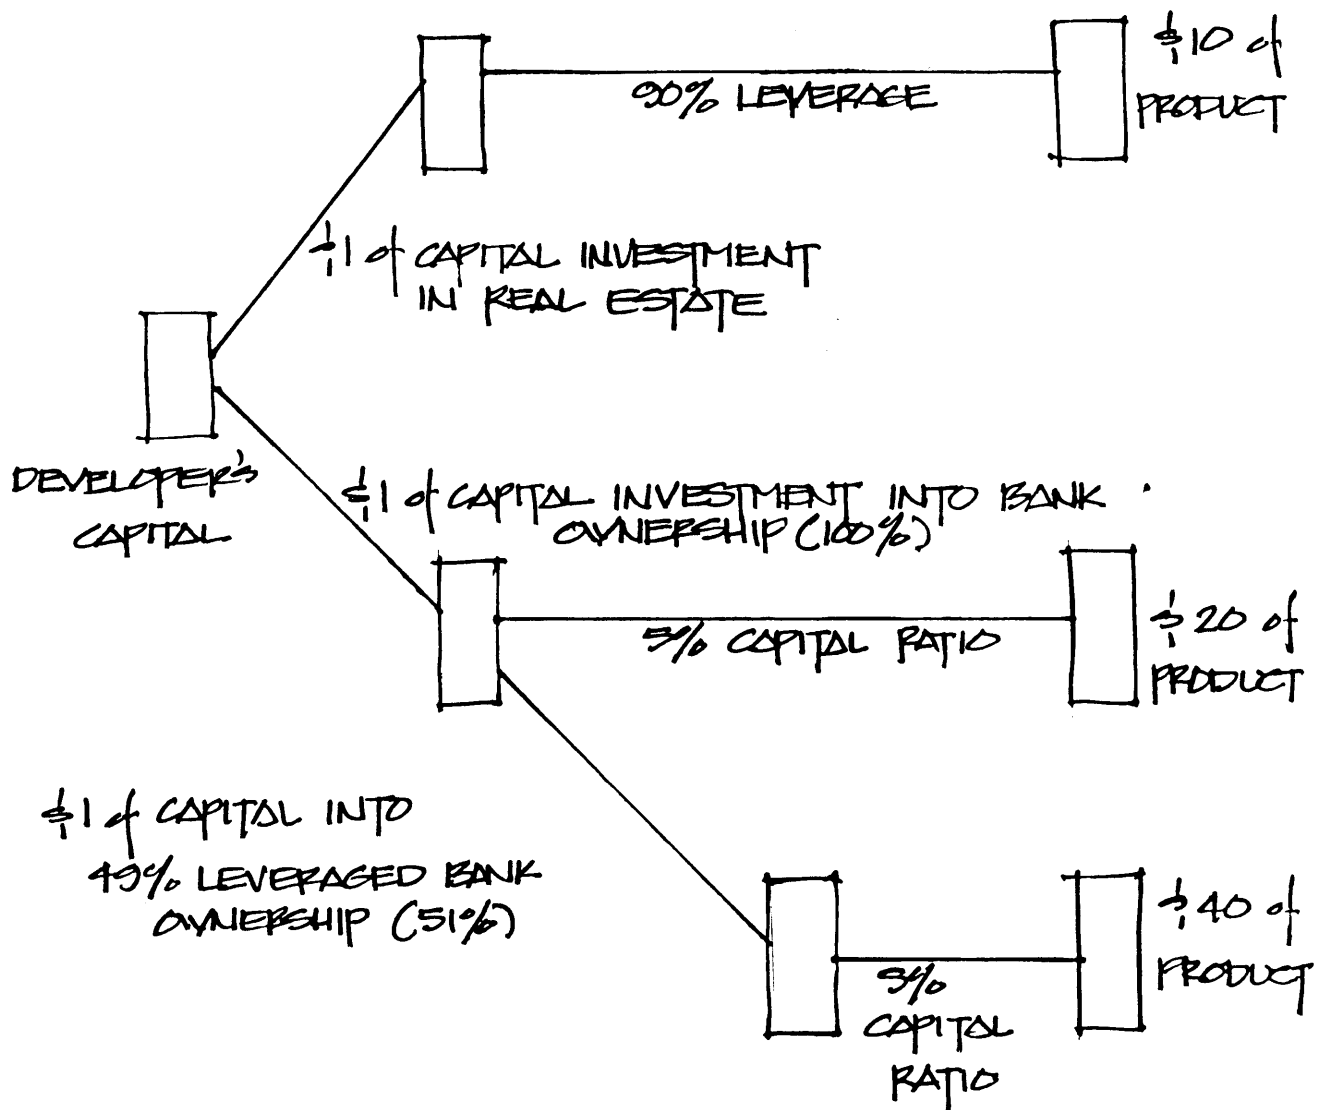 $10 of
PRODUCT
90% LEVERAGE
$1 of CAPITAL INVESTMENT
IN REAL ESTATE
DEVELOPER'S
CAPITAL
$1 of CAPITAL INVESTMENT INTO BANK
OWNERSHIP (100%)
5% CAPITAL RATIO
$20 of
PRODUCT
$1 of CAPITAL INTO
49% LEVERAGED BANK
OWNERSHIP (51%)
$40 of
PRODUCT
5%
CAPITAL
RATIO